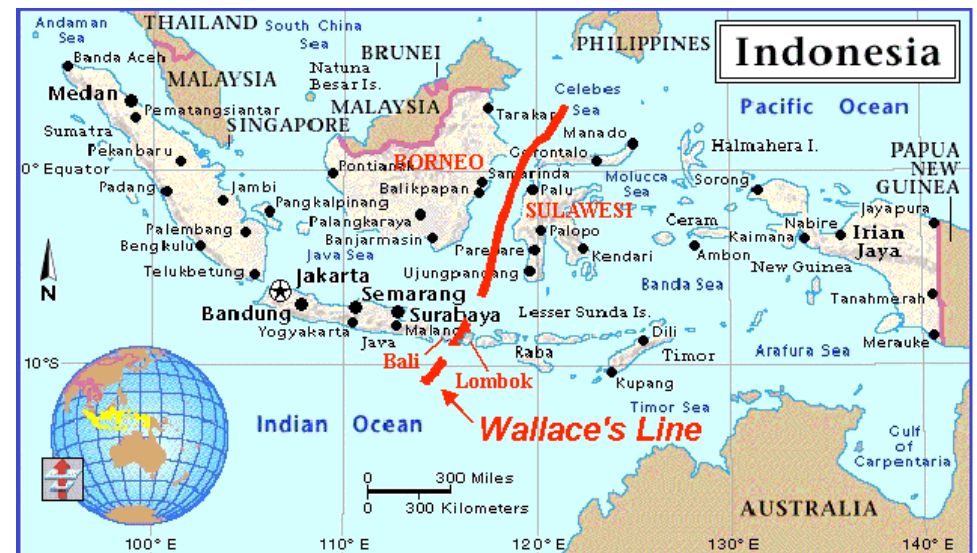 Andaman
Sea
THAILAND
South China
Sea
PHILIPPINES
Indonesia
Banda Aceh
BRUNEI
Natuna
Besar Is.
MALAYSIA
MALAYSIA
Medan
Pematangsiantar
Celebes
Sea
Pacific Ocean
Tarakan
Sumatra
SINGAPORE
Manado
Halmahera I.
PAPUA
NEW
GUINEA
Pekanbaru
0° Equator
Pontianak
BORNEO
Gorontalo
Samarinda
Molucca
Sea
Sorong
Padang
Jambi
Pangkalpinang
Balikpapan
Palu
SULAWESI
Jayapura
Palembang
Palangkaraya
Banjarmasin
Palopo
Ceram
Nabire
Irian
Jaya
Bengkulu
Java Sea
Parepare
Kendari
Ambon
Kaimana
New Guinea
Telukbetung
Jakarta
Ujungpandang
Banda Sea
Tanahmerah
N
Semarang
Bandung
Surabaya
Lesser Sunda Is.
Yogyakarta
Malang
Java
Dili
Merauke
10°S
Bali
Lombok
Raba
Timor
Arafura Sea
Kupang
Timor Sea
Indian Ocean
Wallace's Line
Gulf
of
Carpentaria
0 300 Miles
0 300 Kilometers
AUSTRALIA
100° E
110° E
120° E
130° E
140° E